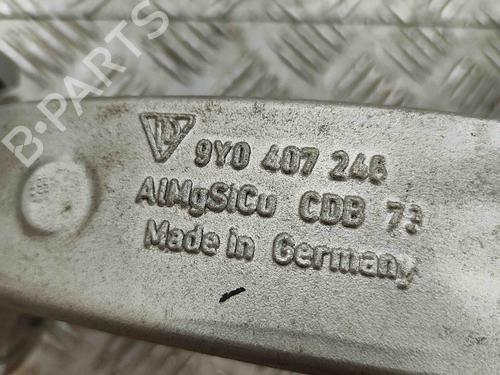 B-PARTS
9Y0 407 246
AlMgSiCu CDB 73
Made in Germany